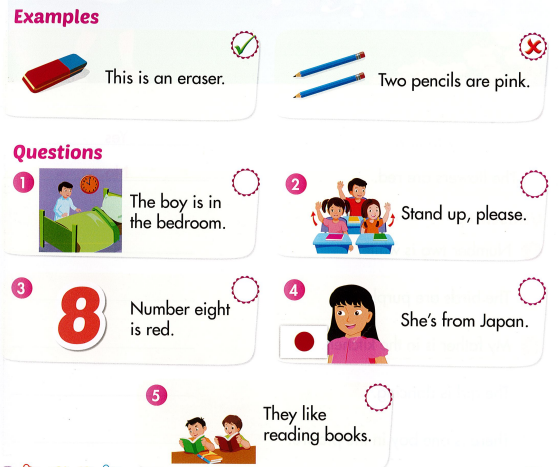 Examples
This is an eraser.
Two pencils are pink.
Questions
1
The boy is in
the bedroom.
2
Stand up, please.
3
8
Number eight
is red.
4
She's from Japan.
5
They like
reading books.